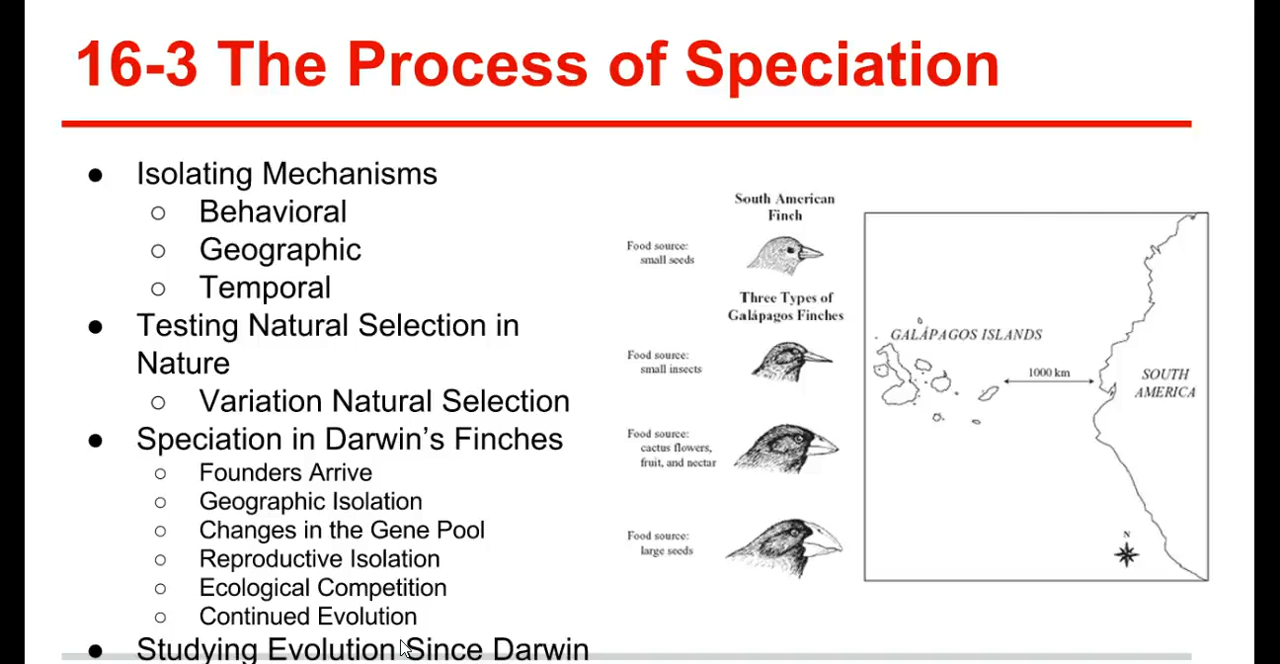 16-3 The Process of Speciation
● Isolating Mechanisms
○ Behavioral
○ Geographic
○ Temporal
● Testing Natural Selection in
Nature
○ Variation Natural Selection
● Speciation in Darwin's Finches
○ Founders Arrive
○ Geographic Isolation
○ Changes in the Gene Pool
○ Reproductive Isolation
○ Ecological Competition
○ Continued Evolution
● Studying Evolution Since Darwin
South American
Finch
Food source:
small seeds
Three Types of
Galápagos Finches
Food source:
small insects
Food source:
cactus flowers,
fruit, and nectar
Food source:
large seeds
GALÁPAGOS ISLANDS
1000 km
SOUTH
AMERICA
N